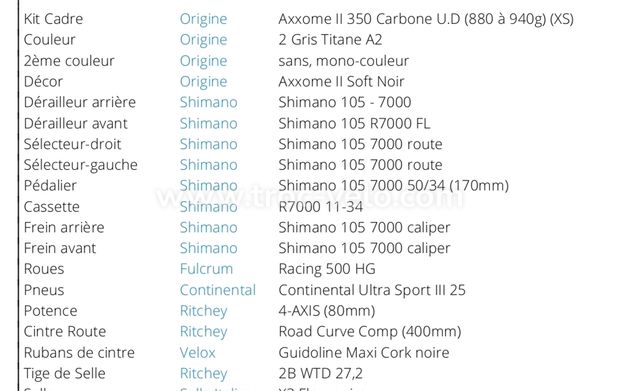 Kit Cadre Origine Axxome II 350 Carbone U.D (880 à 940g) (XS)
Couleur Origine 2 Gris Titane A2
2ème couleur Origine sans, mono-couleur
Décor Origine Axxome II Soft Noir
Dérailleur arrière Shimano Shimano 105 - 7000
Dérailleur avant Shimano Shimano 105 R7000 FL
Sélecteur-droit Shimano Shimano 105 7000 route
Sélecteur-gauche Shimano Shimano 105 7000 route
Pédalier Shimano Shimano 105 7000 50/34 (170mm)
Cassette Shimano R7000 11-34
Frein arrière Shimano Shimano 105 7000 caliper
Frein avant Shimano Shimano 105 7000 caliper
Roues Fulcrum Racing 500 HG
Pneus Continental Continental Ultra Sport III 25
Potence Ritchey 4-AXIS (80mm)
Cintre Route Ritchey Road Curve Comp (400mm)
Rubans de cintre Velox Guidoline Maxi Cork noire
Tige de Selle Ritchey 2B WTD 27,2